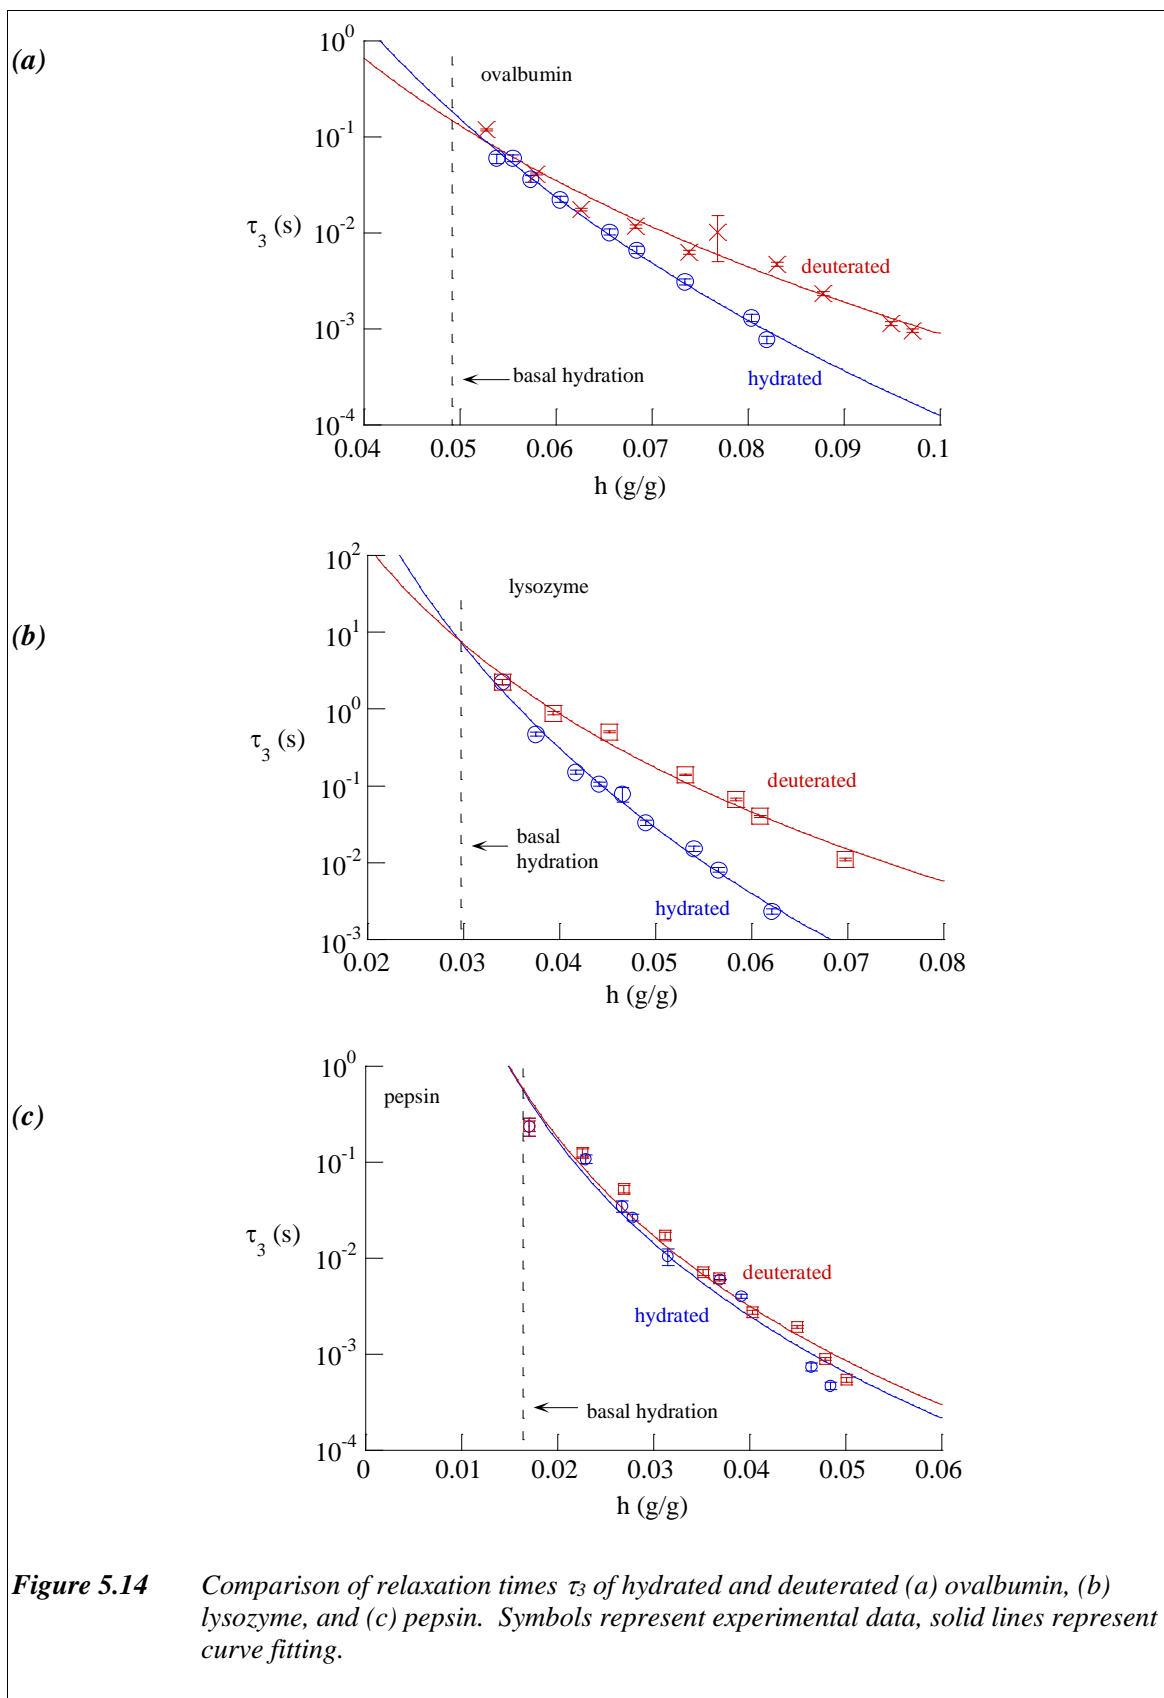 (a)
10^0
ovalbumin
10^-1
τ_3 (s)
10^-2
deuterated
10^-3
basal hydration
hydrated
10^-4
0.04 0.05 0.06 0.07 0.08 0.09 0.1
h (g/g)
(b)
10^2
lysozyme
10^1
10^0
τ_3 (s)
10^-1
deuterated
basal
hydration
10^-2
hydrated
10^-3
0.02 0.03 0.04 0.05 0.06 0.07 0.08
h (g/g)
(c)
10^0
pepsin
10^-1
τ_3 (s)
10^-2
deuterated
hydrated
10^-3
basal hydration
10^-4
0 0.01 0.02 0.03 0.04 0.05 0.06
h (g/g)
Figure 5.14 Comparison of relaxation times τ3 of hydrated and deuterated (a) ovalbumin, (b)
lysozyme, and (c) pepsin. Symbols represent experimental data, solid lines represent
curve fitting.